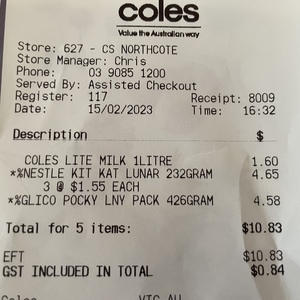 coles
Value the Australian way
Store: 627 - CS NORTHCOTE
Store Manager: Chris
Phone: 03 9085 1200
Served By: Assisted Checkout
Register: 117 Receipt: 8009
Date: 15/02/2023 Time: 16:32
Description $
COLES LITE MILK 1LITRE 1.60
*%NESTLE KIT KAT LUNAR 232GRAM 4.65
3 @ $1.55 EACH
*%GLICO POCKY LNY PACK 426GRAM 4.58
Total for 5 items: $10.83
EFT $10.83
GST INCLUDED IN TOTAL $0.84
Coles VIC AU